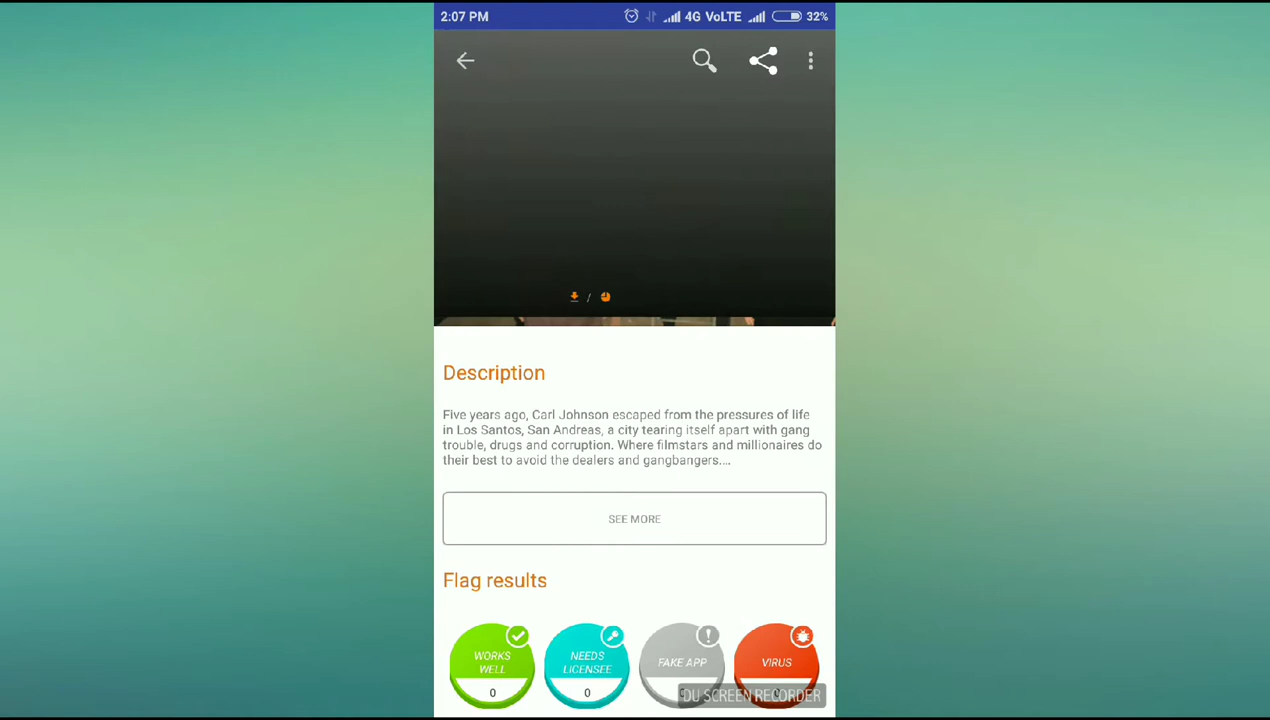 2:07 PM 4G VoLTE 32%
/
Description
Five years ago, Carl Johnson escaped from the pressures of life
in Los Santos, San Andreas, a city tearing itself apart with gang
trouble, drugs and corruption. Where filmstars and millionaires do
their best to avoid the dealers and gangbangers....
SEE MORE
Flag results
WORKS
WELL
0
NEEDS
LICENSEE
0
FAKE APP
VIRUS
DU SCREEN RECORDER